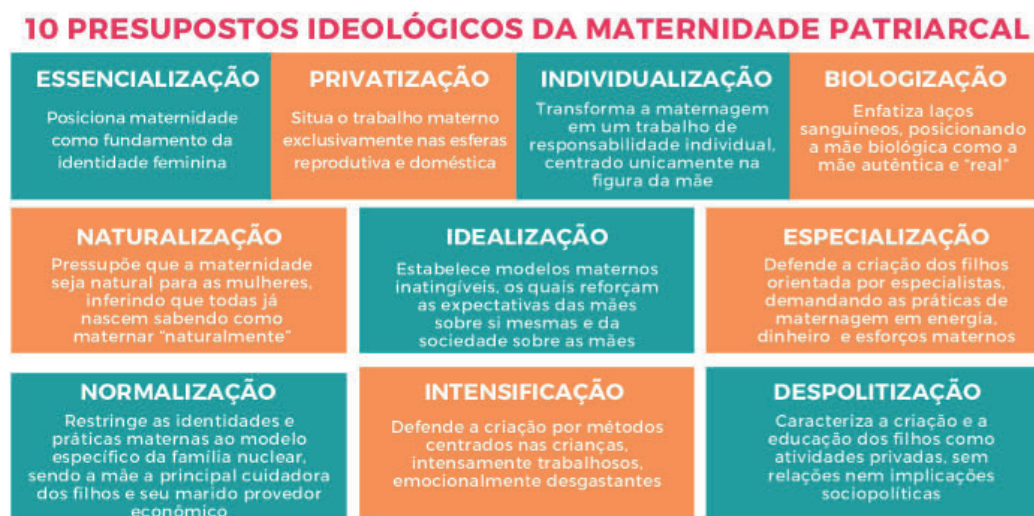 10 PRESUPOSTOS IDEOLÓGICOS DA MATERNIDADE PATRIARCAL
ESSENCIALIZAÇÃO
Posiciona maternidade
como fundamento da
identidade feminina
PRIVATIZAÇÃO
Situa o trabalho materno
exclusivamente nas esferas
reprodutiva e doméstica
INDIVIDUALIZAÇÃO
Transforma a maternagem
em um trabalho de
responsabilidade individual,
centrado unicamente na
figura da mãe
BIOLOGIZAÇÃO
Enfatiza laços
sanguíneos, posicionando
a mãe biológica como a
mãe autêntica e "real"
NATURALIZAÇÃO
Pressupõe que a maternidade
seja natural para as mulheres,
inferindo que todas já
nascem sabendo como
maternar "naturalmente"
IDEALIZAÇÃO
Estabelece modelos maternos
inatingíveis, os quais reforçam
as expectativas das mães
sobre si mesmas e da
sociedade sobre as mães
ESPECIALIZAÇÃO
Defende a criação dos filhos
orientada por especialistas,
demandando as práticas de
maternagem em energia,
dinheiro e esforços maternos
NORMALIZAÇÃO
Restringe as identidades e
práticas maternas ao modelo
específico da família nuclear,
sendo a mãe a principal cuidadora
dos filhos e seu marido provedor
econômico
INTENSIFICAÇÃO
Defende a criação por métodos
centrados nas crianças,
intensamente trabalhosos,
emocionalmente desgastantes
DESPOLITIZAÇÃO
Caracteriza a criação e a
educação dos filhos como
atividades privadas, sem
relações nem implicações
sociopolíticas